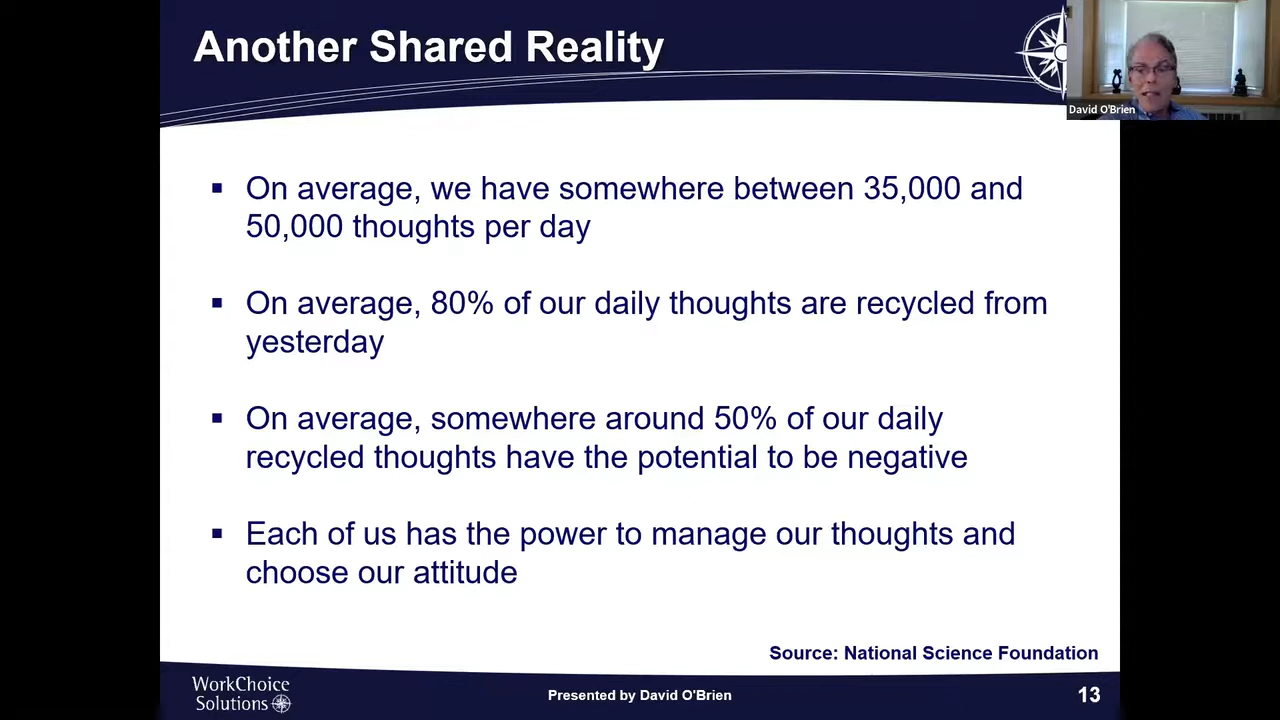 Another Shared Reality
David O'Brien
▪ On average, we have somewhere between 35,000 and
50,000 thoughts per day
▪ On average, 80% of our daily thoughts are recycled from
yesterday
▪ On average, somewhere around 50% of our daily
recycled thoughts have the potential to be negative
▪ Each of us has the power to manage our thoughts and
choose our attitude
Source: National Science Foundation
WorkChoice
Solutions
Presented by David O'Brien
13